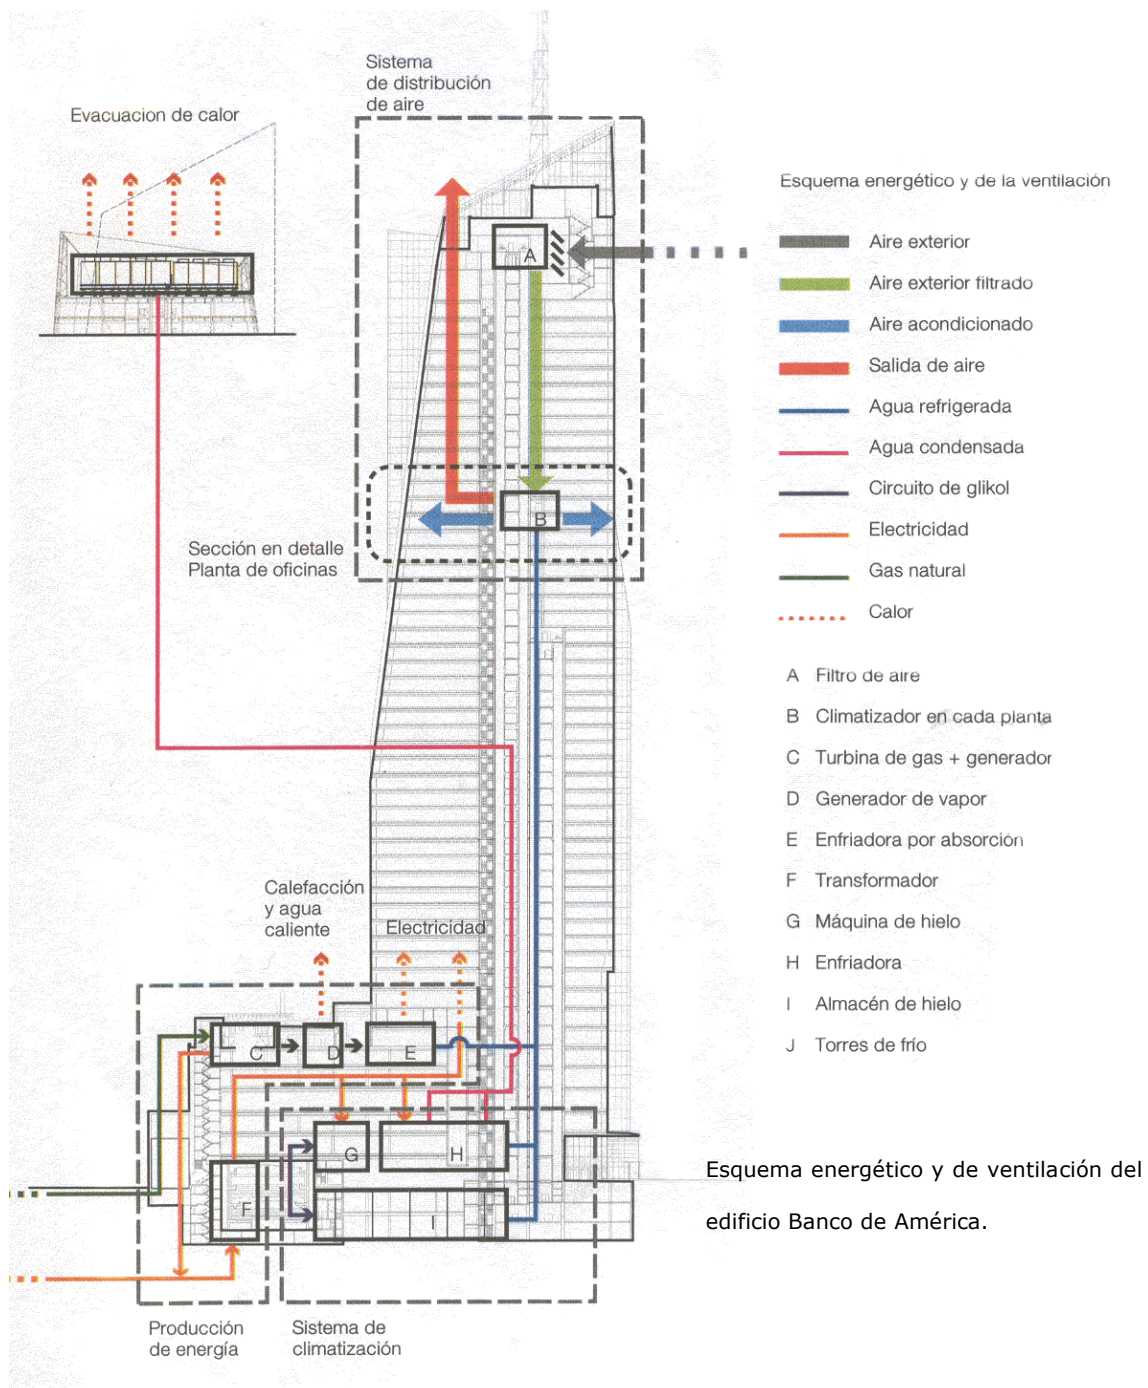 Sistema
de distribución
de aire
Evacuacion de calor
A
B
Sección en detalle
Planta de oficinas
Calefacción
y agua
caliente
Electricidad
C
D
E
G
H
F
I
Producción
de energía
Sistema de
climatización
Esquema energético y de la ventilación
Aire exterior
Aire exterior filtrado
Aire acondicionado
Salida de aire
Agua refrigerada
Agua condensada
Circuito de glikol
Electricidad
Gas natural
Calor
A Filtro de aire
B Climatizador en cada planta
C Turbina de gas + generador
D Generador de vapor
E Enfriadora por absorción
F Transformador
G Máquina de hielo
H Enfriadora
I Almacén de hielo
J Torres de frío
Esquema energético y de ventilación del
edificio Banco de América.